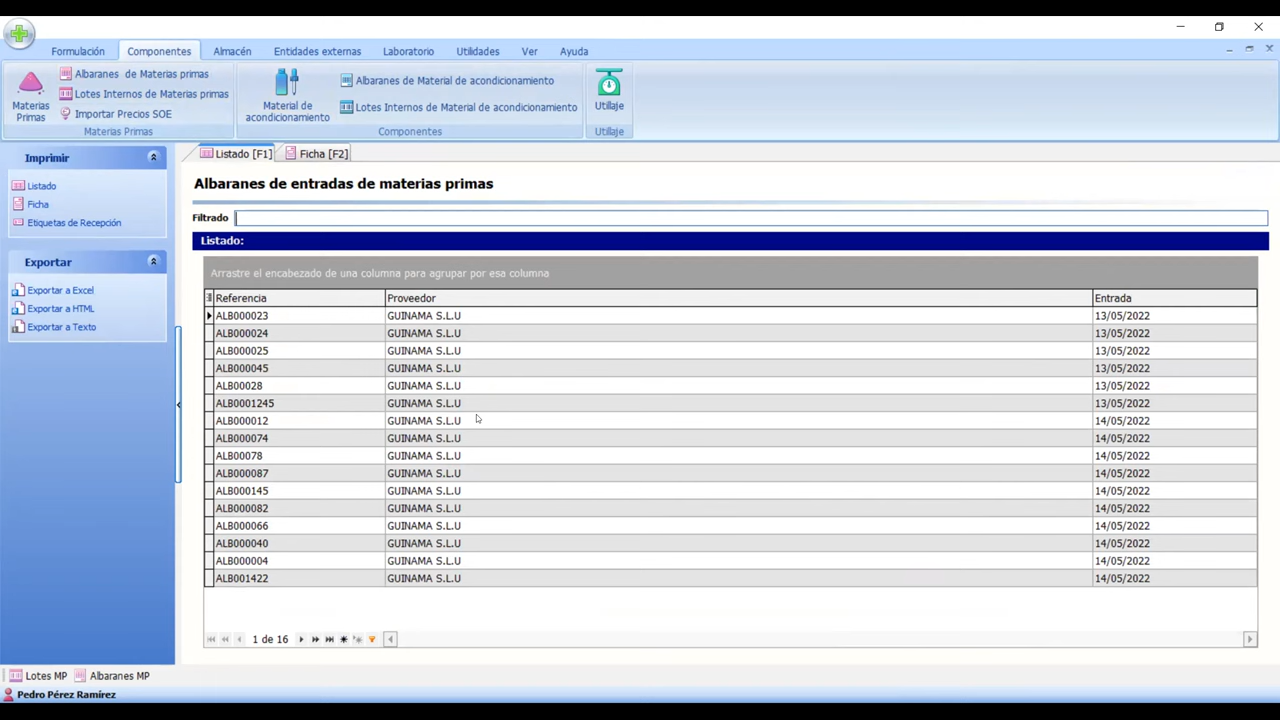 Formulación Componentes Almacén Entidades externas Laboratorio Utilidades Ver Ayuda
Materias Primas
Albaranes de Materias primas
Lotes Internos de Materias primas
Importar Precios SOE
Materias Primas
Material de acondicionamiento
Albaranes de Material de acondicionamiento
Lotes Internos de Material de acondicionamiento
Componentes
Utillaje
Utillaje
Imprimir
Listado
Ficha
Etiquetas de Recepción
Exportar
Exportar a Excel
Exportar a HTML
Exportar a Texto
Listado [F1] Ficha [F2]
Albaranes de entradas de materias primas
Filtrado
Listado:
Arrastre el encabezado de una columna para agrupar por esa columna
Referencia Proveedor Entrada
ALB000023 GUINAMA S.L.U 13/05/2022
ALB000024 GUINAMA S.L.U 13/05/2022
ALB000025 GUINAMA S.L.U 13/05/2022
ALB000045 GUINAMA S.L.U 13/05/2022
ALB00028 GUINAMA S.L.U 13/05/2022
ALB0001245 GUINAMA S.L.U 13/05/2022
ALB000012 GUINAMA S.L.U 14/05/2022
ALB000074 GUINAMA S.L.U 14/05/2022
ALB00078 GUINAMA S.L.U 14/05/2022
ALB000087 GUINAMA S.L.U 14/05/2022
ALB000145 GUINAMA S.L.U 14/05/2022
ALB000082 GUINAMA S.L.U 14/05/2022
ALB000066 GUINAMA S.L.U 14/05/2022
ALB000040 GUINAMA S.L.U 14/05/2022
ALB000004 GUINAMA S.L.U 14/05/2022
ALB001422 GUINAMA S.L.U 14/05/2022
1 de 16
Lotes MP Albaranes MP
Pedro Pérez Ramírez